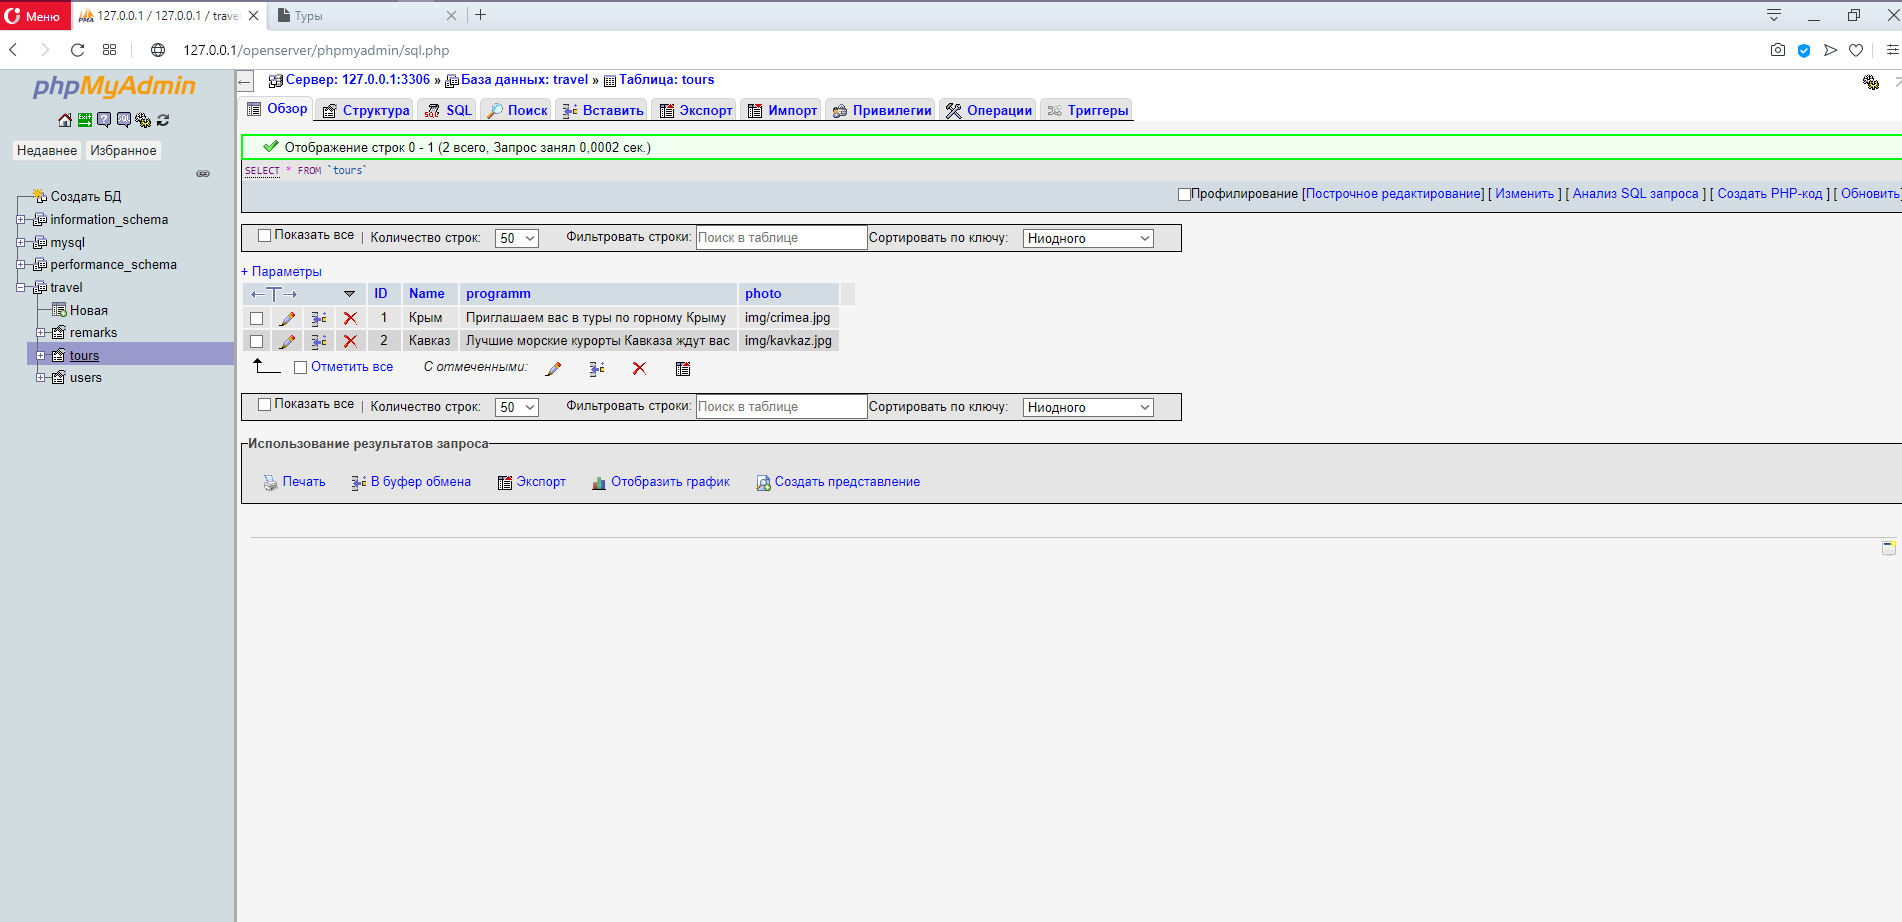 Меню
127.0.0.1 / 127.0.0.1 / trave
Туры
127.0.0.1/openserver/phpmyadmin/sql.php
phpMyAdmin
Недавнее Избранное
Создать БД
information_schema
mysql
performance_schema
travel
Новая
remarks
tours
users
Сервер: 127.0.0.1:3306 » База данных: travel » Таблица: tours
Обзор Структура SQL Поиск Вставить Экспорт Импорт Привилегии Операции Триггеры
Отображение строк 0 - 1 (2 всего, Запрос занял 0,0002 сек.)
SELECT * FROM `tours`
Профилирование [Построчное редактирование] [ Изменить ] [ Анализ SQL запроса ] [ Создать PHP-код ] [ Обновить]
Показать все | Количество строк: 50 Фильтровать строки: Поиск в таблице Сортировать по ключу: Ниодного
+ Параметры
←T→ ID Name programm photo
1 Крым Приглашаем вас в туры по горному Крыму img/crimea.jpg
2 Кавказ Лучшие морские курорты Кавказа ждут вас img/kavkaz.jpg
Отметить все С отмеченными:
Показать все | Количество строк: 50 Фильтровать строки: Поиск в таблице Сортировать по ключу: Ниодного
Использование результатов запроса
Печать В буфер обмена Экспорт Отобразить график Создать представление